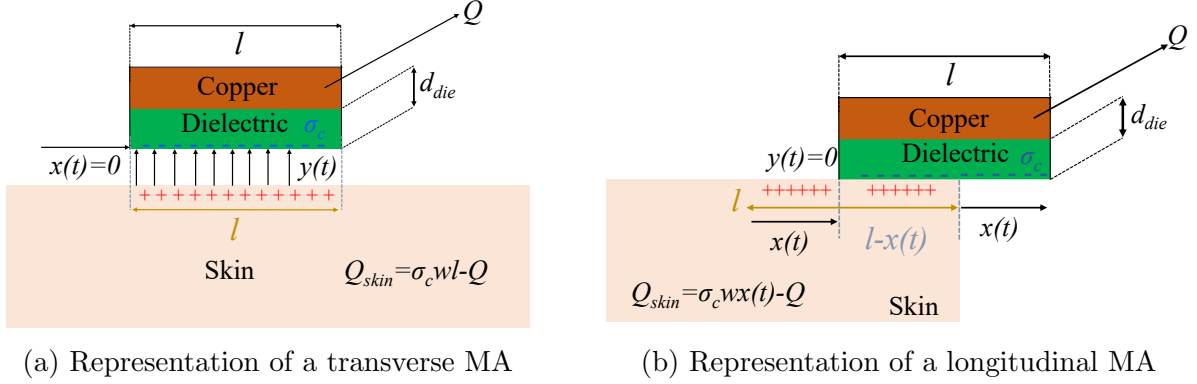 l
Q
Copper
d_die
Dielectric σ_c
x(t)=0
y(t)
+ + + + + + + + + + +
l
Skin
Q_skin=σ_c wl-Q
(a) Representation of a transverse MA
Q
l
Copper
d_die
y(t)=0
Dielectric σ_c
++++++ ++++++
l
x(t)
l-x(t)
x(t)
Q_skin=σ_c wx(t)-Q
Skin
(b) Representation of a longitudinal MA